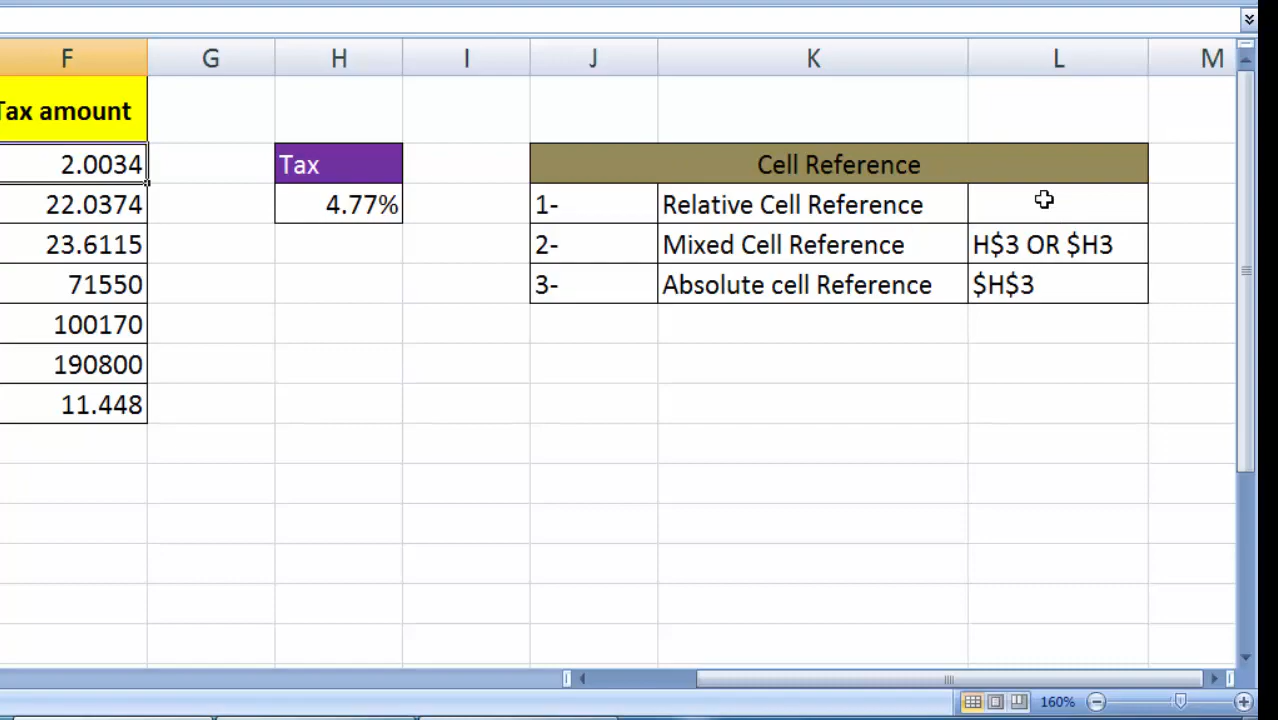 F G H I J K L M
Tax amount
2.0034 Tax Cell Reference
22.0374 4.77% 1- Relative Cell Reference
23.6115 2- Mixed Cell Reference H$3 OR $H3
71550 3- Absolute cell Reference $H$3
100170
190800
11.448
160%